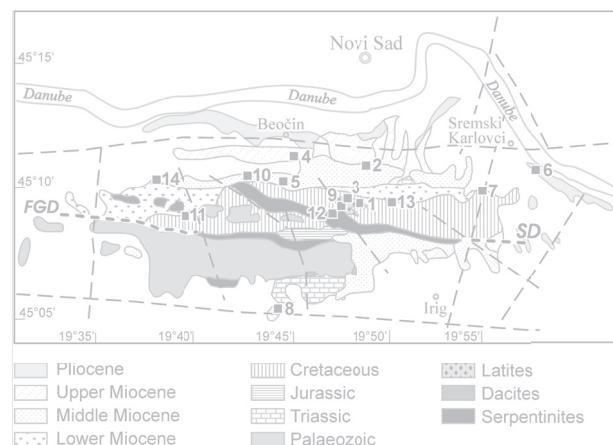 Novi Sad
45°15'
Danube
Danube
Danube
Beočin
Sremski
Karlovci
4
2
6
45°10'
14
10
5
9
3
1
13
7
12
11
FGD
SD
8
Irig
45°05'
19°35' 19°40' 19°45' 19°50' 19°55'
Pliocene Cretaceous Latites
Upper Miocene Jurassic Dacites
Middle Miocene Triassic Serpentinites
Lower Miocene Palaeozoic